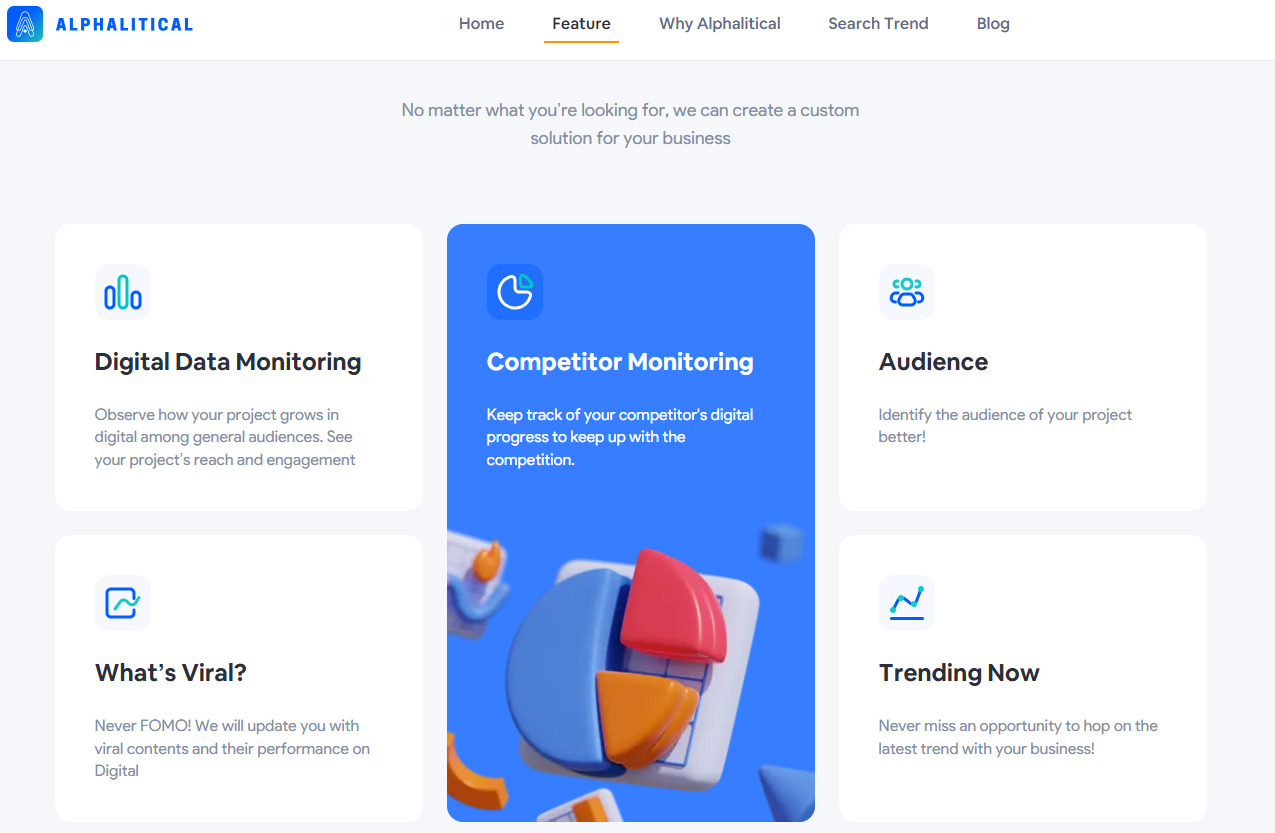 ALPHALITICAL
Home Feature Why Alphalitical Search Trend Blog
No matter what you're looking for, we can create a custom
solution for your business
Digital Data Monitoring
Observe how your project grows in
digital among general audiences. See
your project's reach and engagement
Competitor Monitoring
Keep track of your competitor's digital
progress to keep up with the
competition.
Audience
Identify the audience of your project
better!
What's Viral?
Never FOMO! We will update you with
viral contents and their performance on
Digital
Trending Now
Never miss an opportunity to hop on the
latest trend with your business!